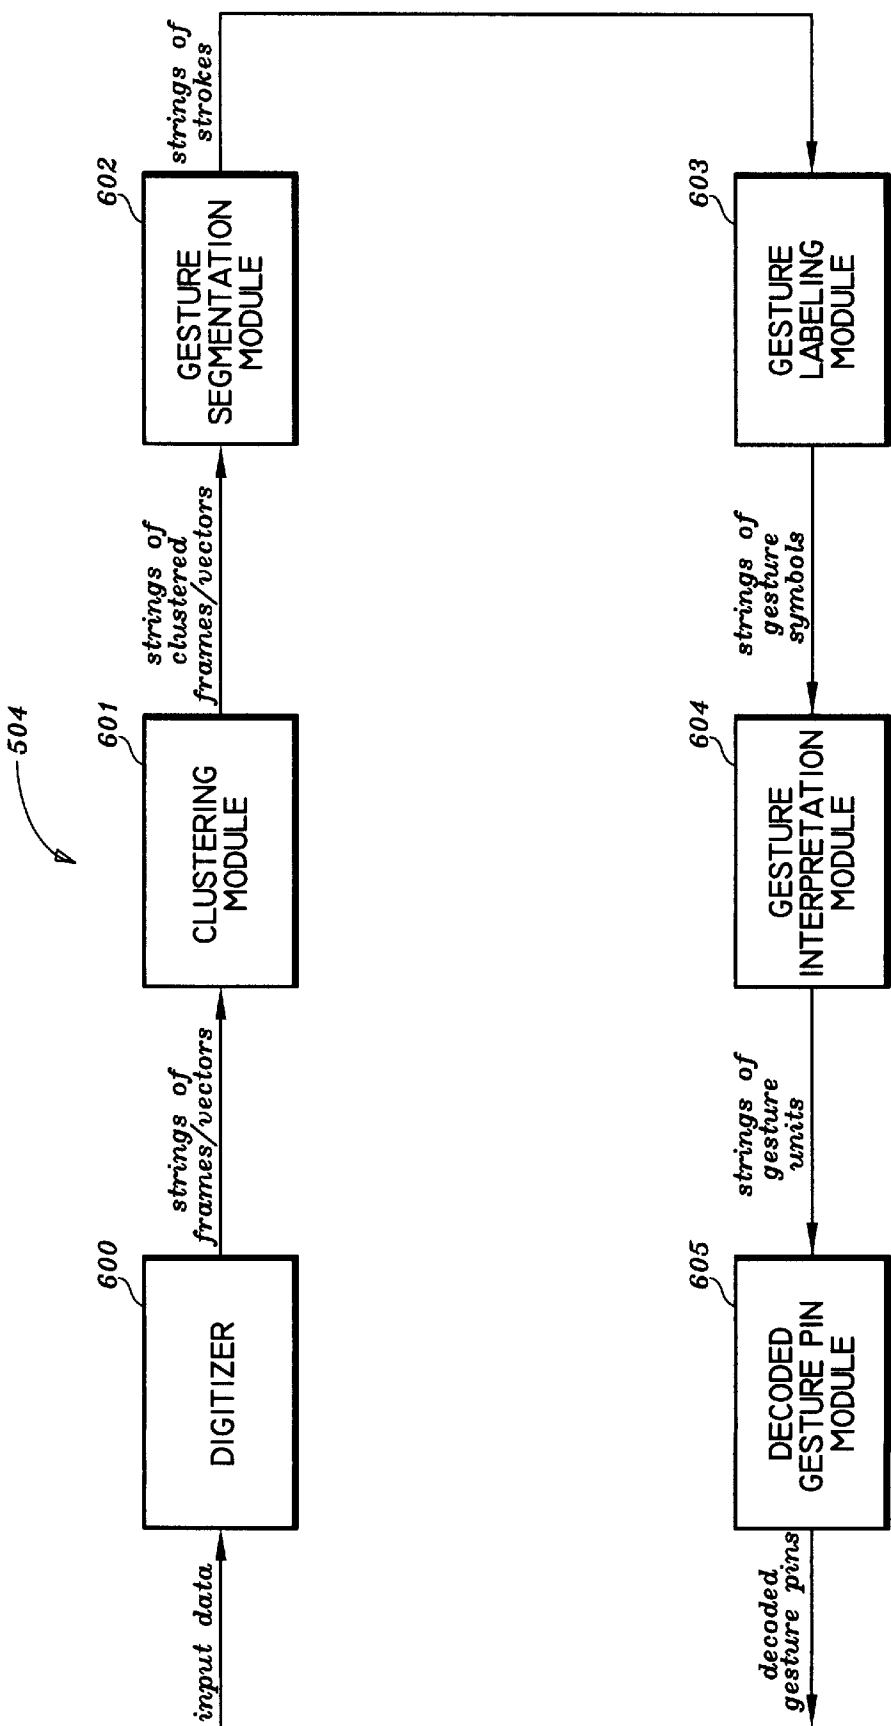 504
input data
600
DIGITIZER
strings of
frames/vectors
601
CLUSTERING
MODULE
strings of
clustered
frames/vectors
602
GESTURE
SEGMENTATION
MODULE
strings of
strokes
603
GESTURE
LABELING
MODULE
strings of
gesture
symbols
604
GESTURE
INTERPRETATION
MODULE
strings of
gesture
units
605
DECODED
GESTURE PIN
MODULE
decoded
gesture pins